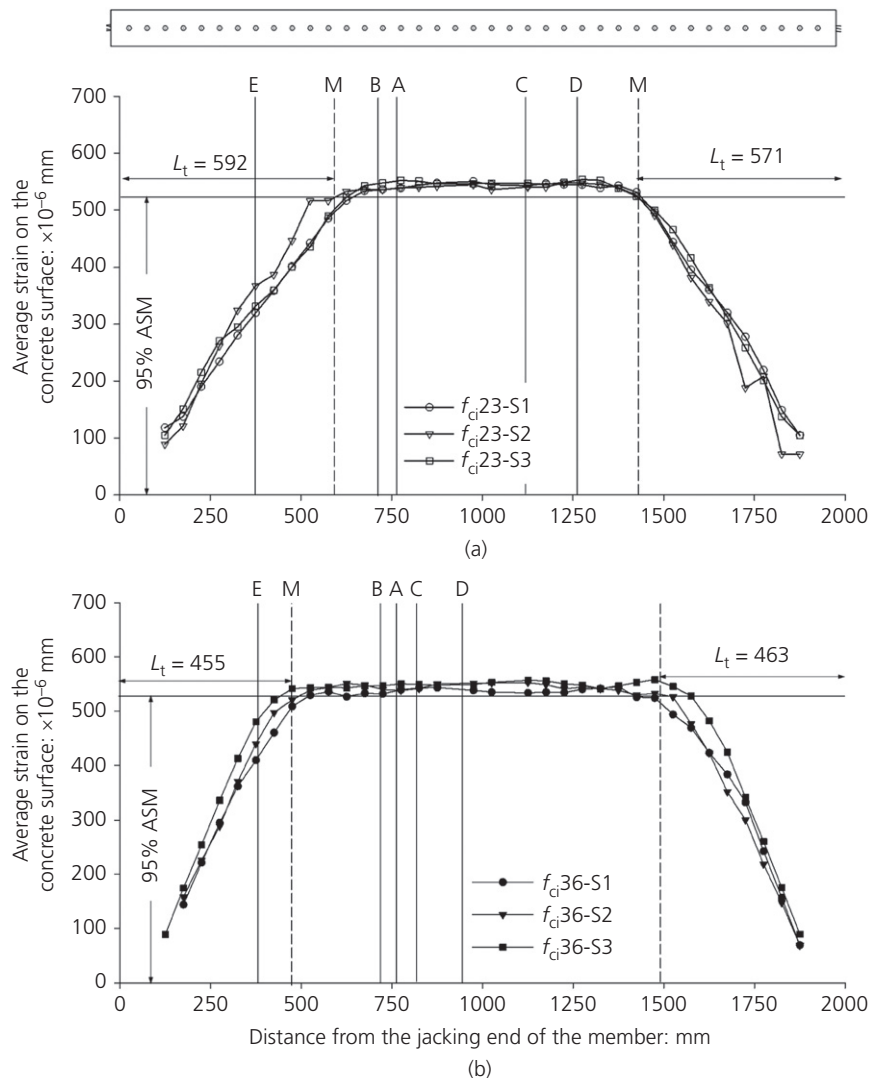 E M B A C D M
700
600
500
400
300
200
100
0
Average strain on the
concrete surface: ×10⁻⁶ mm
Lt = 592
Lt = 571
95% ASM
fci23-S1
fci23-S2
fci23-S3
0 250 500 750 1000 1250 1500 1750 2000
(a)
E M B A C D
700
600
500
400
300
200
100
0
Average strain on the
concrete surface: ×10⁻⁶ mm
Lt = 455
Lt = 463
95% ASM
fci36-S1
fci36-S2
fci36-S3
0 250 500 750 1000 1250 1500 1750 2000
Distance from the jacking end of the member: mm
(b)